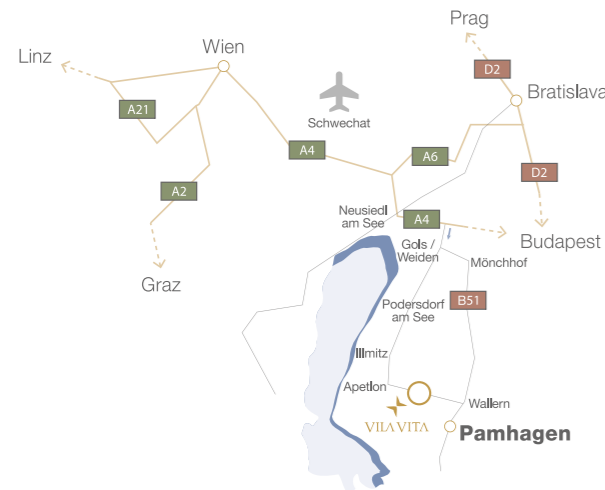 Prag
Linz
Wien
D2
Bratislava
A21
Schwechat
A4
A6
D2
A2
Neusiedl
am See
A4
Budapest
Gols /
Weiden
Mönchhof
Graz
B51
Podersdorf
am See
Illmitz
Apetlon
Wallern
VILA VITA
Pamhagen